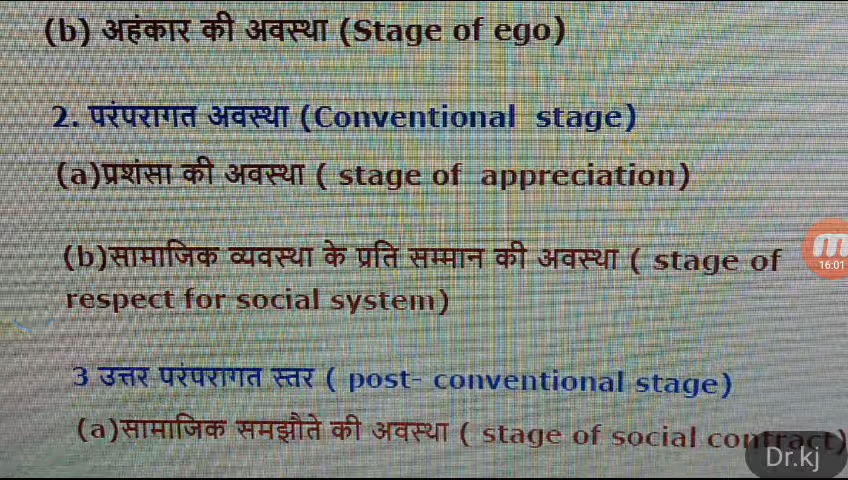 (b) अहंकार की अवस्था (Stage of ego)
2. परंपरागत अवस्था (Conventional stage)
(a)प्रशंसा की अवस्था ( stage of appreciation)
(b)सामाजिक व्यवस्था के प्रति सम्मान की अवस्था ( stage of
respect for social system)
16:01
3 उत्तर परंपरागत स्तर ( post- conventional stage)
(a)सामाजिक समझौते की अवस्था ( stage of social contract)
Dr.kj